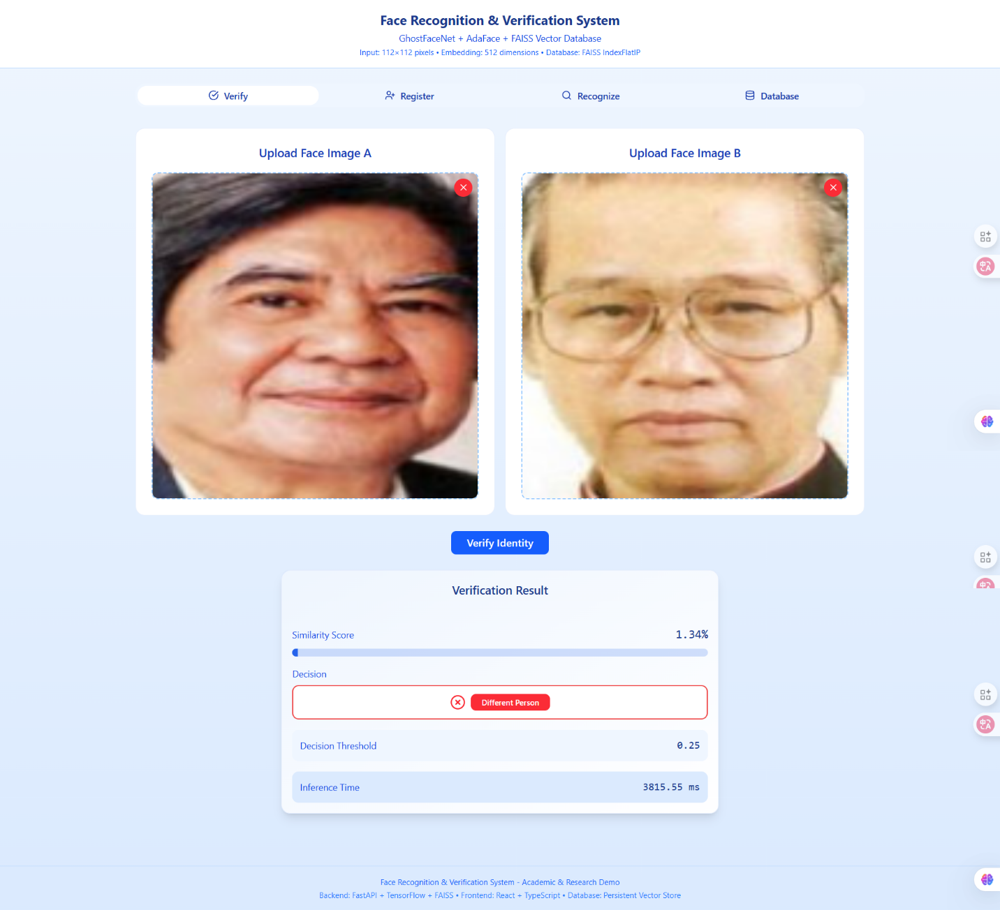 Face Recognition & Verification System
GhostFaceNet + AdaFace + FAISS Vector Database
Input: 112×112 pixels • Embedding: 512 dimensions • Database: FAISS IndexFlatIP
Verify
Register
Recognize
Database
Upload Face Image A
Upload Face Image B
Verify Identity
Verification Result
Similarity Score
1.34%
Decision
Different Person
Decision Threshold
0.25
Inference Time
3815.55 ms
Face Recognition & Verification System - Academic & Research Demo
Backend: FastAPI + TensorFlow + FAISS • Frontend: React + TypeScript • Database: Persistent Vector Store